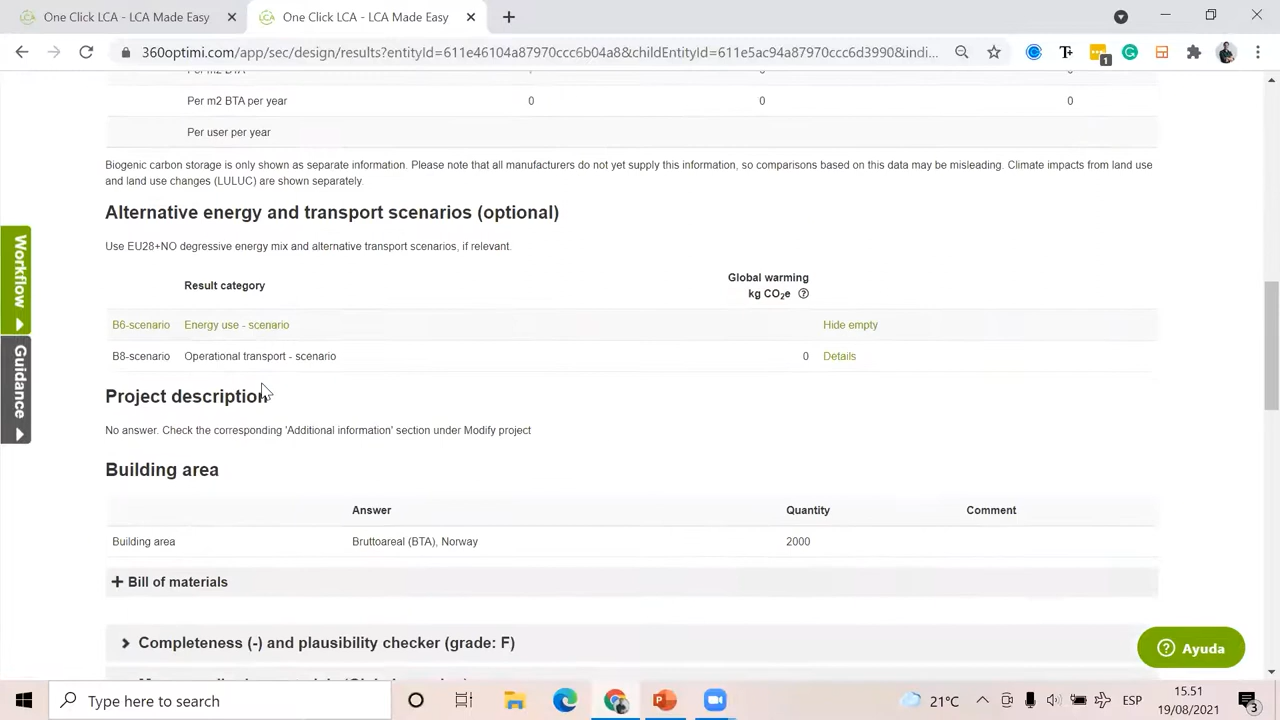 One Click LCA - LCA Made Easy
One Click LCA - LCA Made Easy
360optimi.com/app/sec/design/results?entityId=611e46104a87970ccc6b04a8&childEntityId=611e5ac94a87970ccc6d3990&indi...
1
Per m2 BTA per year 0 0 0
Per user per year
Biogenic carbon storage is only shown as separate information. Please note that all manufacturers do not yet supply this information, so comparisons based on this data may be misleading. Climate impacts from land use
and land use changes (LULUC) are shown separately.
Alternative energy and transport scenarios (optional)
Use EU28+NO degressive energy mix and alternative transport scenarios, if relevant.
Result category
Global warming
kg CO2e
B6-scenario Energy use - scenario Hide empty
B8-scenario Operational transport - scenario 0 Details
Project description
No answer. Check the corresponding 'Additional information' section under Modify project
Building area
Answer Quantity Comment
Building area Bruttoareal (BTA), Norway 2000
+ Bill of materials
Completeness (-) and plausibility checker (grade: F)
Workflow
Guidance
Ayuda
Type here to search
21°C
ESP
15.51
19/08/2021
3